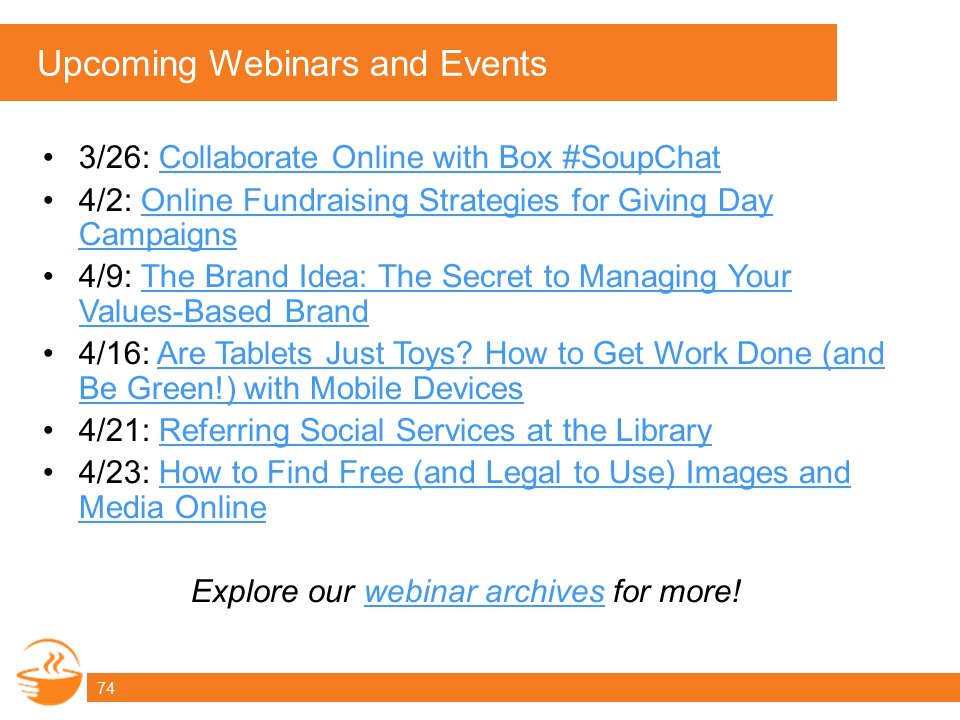 Upcoming Webinars and Events
• 3/26: Collaborate Online with Box #SoupChat
• 4/2: Online Fundraising Strategies for Giving Day
Campaigns
• 4/9: The Brand Idea: The Secret to Managing Your
Values-Based Brand
• 4/16: Are Tablets Just Toys? How to Get Work Done (and
Be Green!) with Mobile Devices
• 4/21: Referring Social Services at the Library
• 4/23: How to Find Free (and Legal to Use) Images and
Media Online
Explore our webinar archives for more!
74